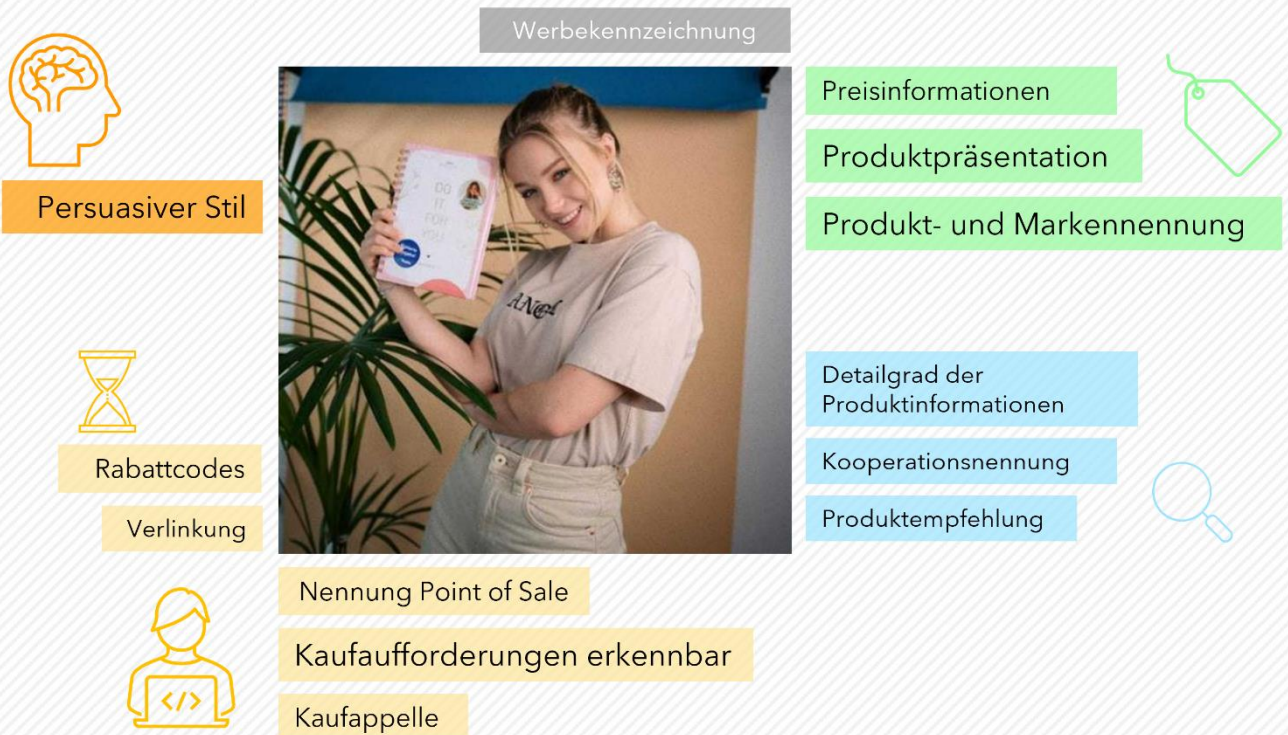 Werbekennzeichnung
Persuasiver Stil
Rabattcodes
Verlinkung
DO
IT
FOR
YOU!
Preisinformationen
Produktpräsentation
Produkt- und Markennennung
Detailgrad der
Produktinformationen
Kooperationsnennung
Produktempfehlung
Nennung Point of Sale
Kaufaufforderungen erkennbar
Kaufappelle
</>